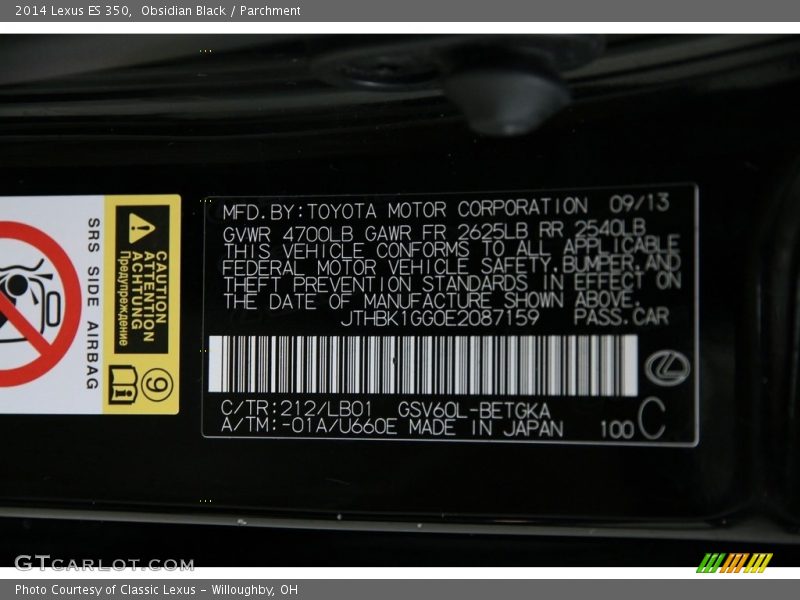 2014 Lexus ES 350, Obsidian Black / Parchment
SRS SIDE AIRBAG
CAUTION
ATTENTION
ACHTUNG
Предупреждение
MFD.BY:TOYOTA MOTOR CORPORATION 09/13
GVWR 4700LB GAWR FR 2625LB RR 2540LB
THIS VEHICLE CONFORMS TO ALL APPLICABLE
FEDERAL MOTOR VEHICLE SAFETY,BUMPER,AND
THEFT PREVENTION STANDARDS IN EFFECT ON
THE DATE OF MANUFACTURE SHOWN ABOVE.
JTHBK1GG0E2087159 PASS.CAR
C/TR:212/LB01 GSV60L-BETGKA
A/TM:-01A/U660E MADE IN JAPAN 100 C
GTCARLOT.COM
Photo Courtesy of Classic Lexus - Willoughby, OH